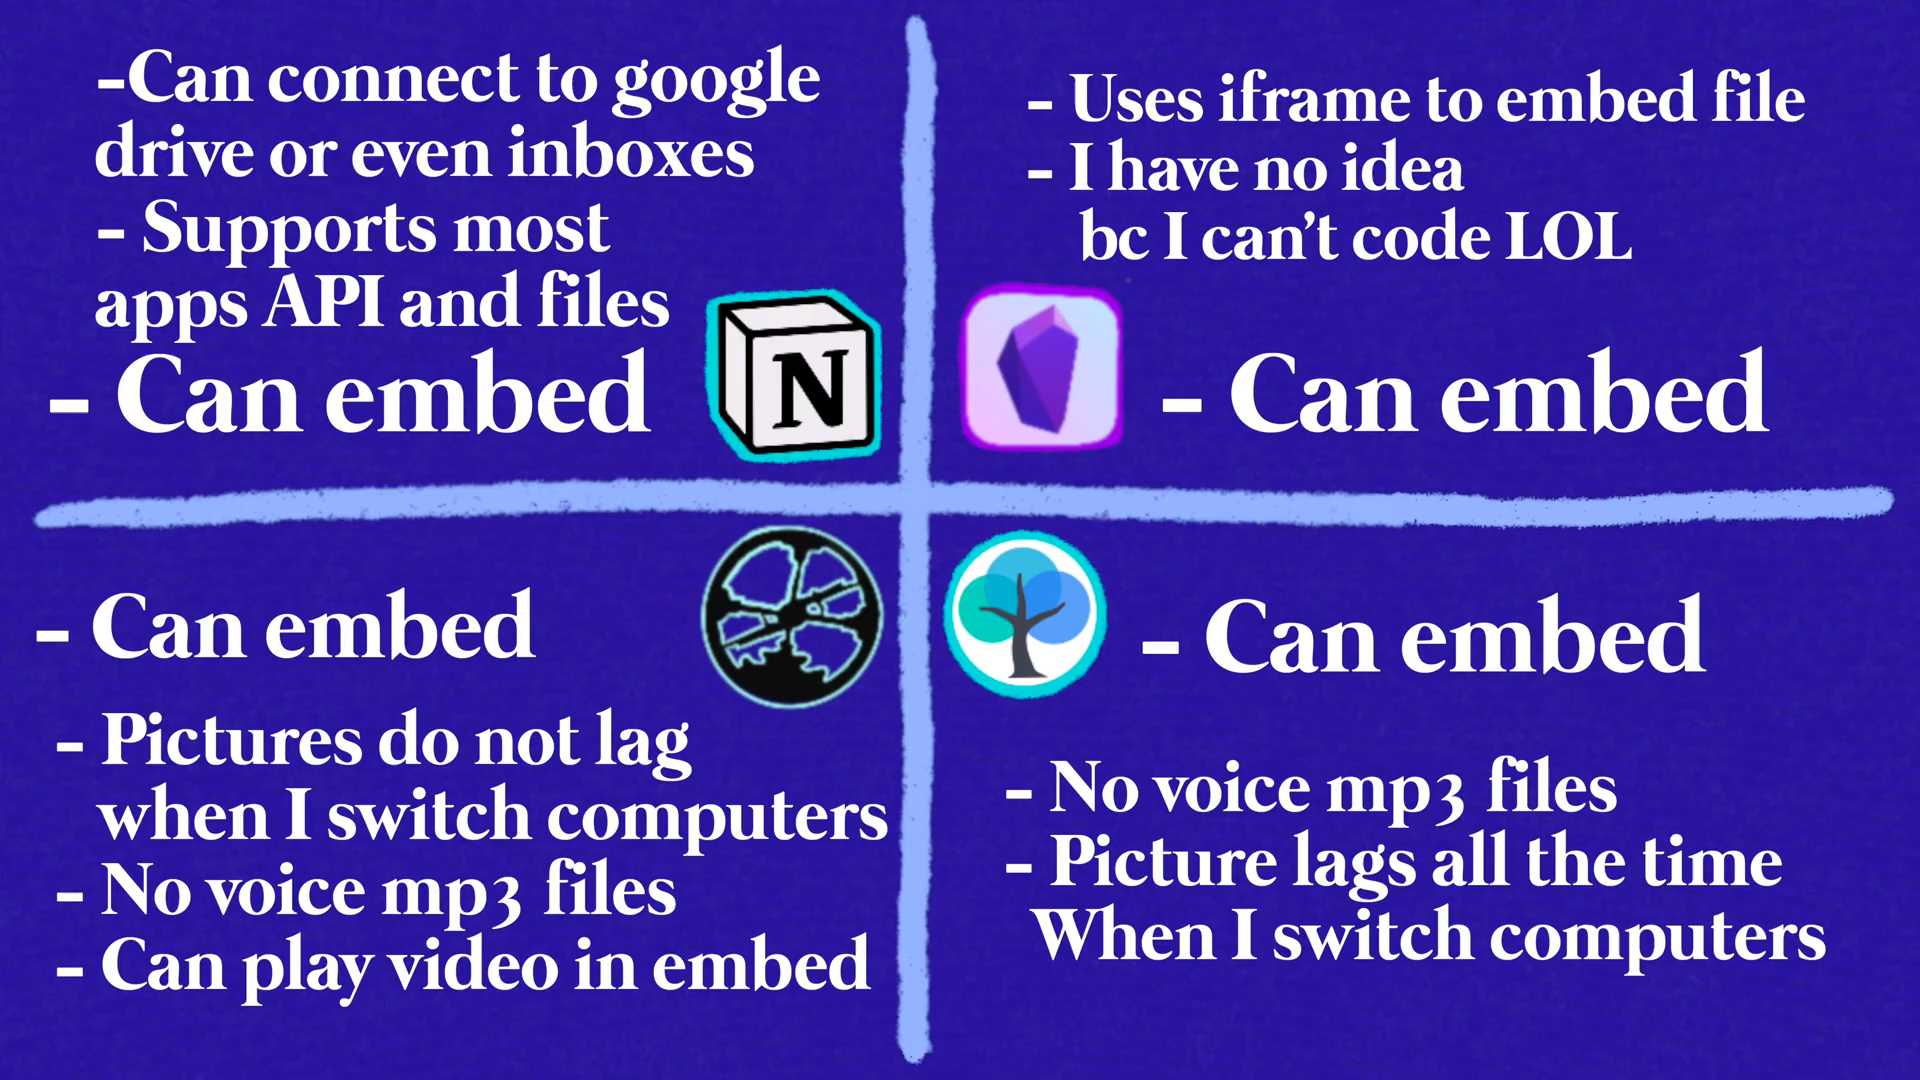 -Can connect to google
drive or even inboxes
- Supports most
apps API and files
- Can embed
N
- Uses iframe to embed file
- I have no idea
bc I can't code LOL
- Can embed
- Can embed
- Pictures do not lag
when I switch computers
- No voice mp3 files
- Can play video in embed
- Can embed
- No voice mp3 files
- Picture lags all the time
When I switch computers